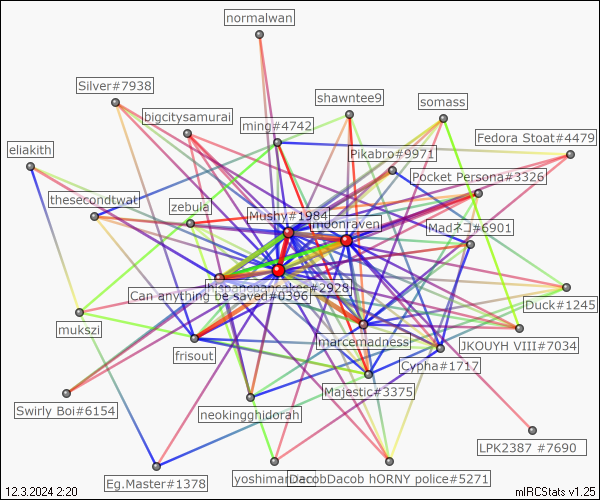 normalwan
Silver#7938
shawntee9
somass
bigcitysamurai
ming#4742
Fedora Stoat#4479
eliakith
Pikabro#9971
Pocket Persona#3326
thesecondtwat
zebula
Mushy#1984
moonraven
Madネコ#6901
hispancpancakes#2928
Can anything be saved#0396
Duck#1245
mukszi
marcemadness
JKOUYH VIII#7034
frisout
Cypha#1717
Majestic#3375
Swirly Boi#6154
neokingghidorah
LPK2387 #7690
Eg.Master#1378
DacobDacob hORNY police#5271
12.3.2024 2:20
mIRCStats v1.25